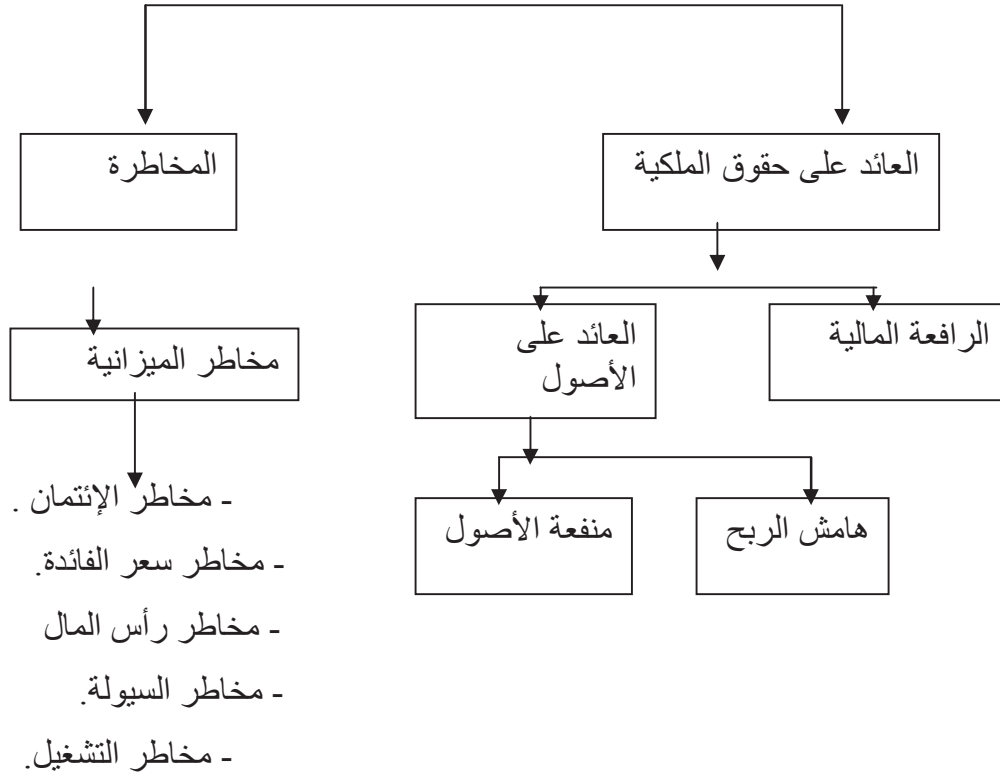 العائد على حقوق الملكية
المخاطرة
الرافعة المالية
العائد على
الأصول
مخاطر الميزانية
هامش الربح
منفعة الأصول
- مخاطر الإئتمان .
- مخاطر سعر الفائدة.
- مخاطر رأس المال
- مخاطر السيولة.
- مخاطر التشغيل.